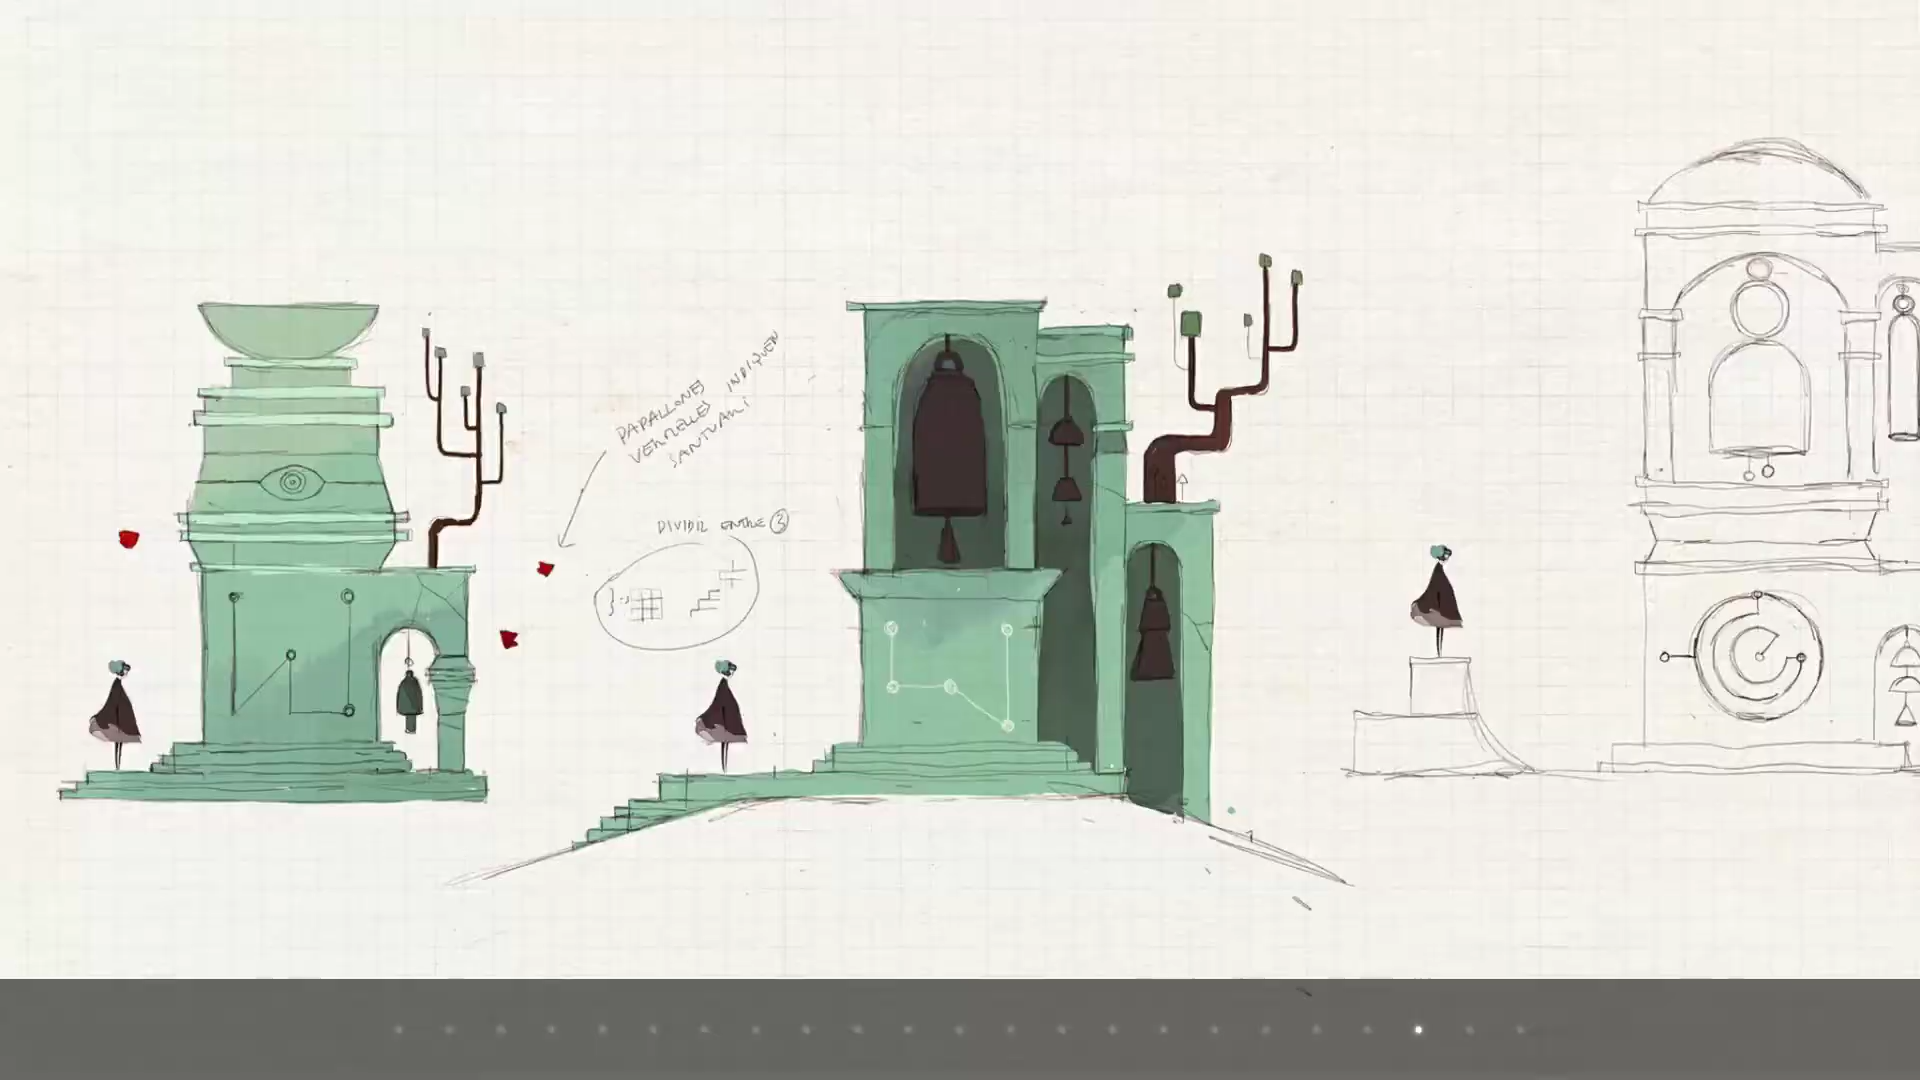 PAPALLONES
VERMELLES INDIQUEN
SANTUARI
DIVIDIR ENTRE 3